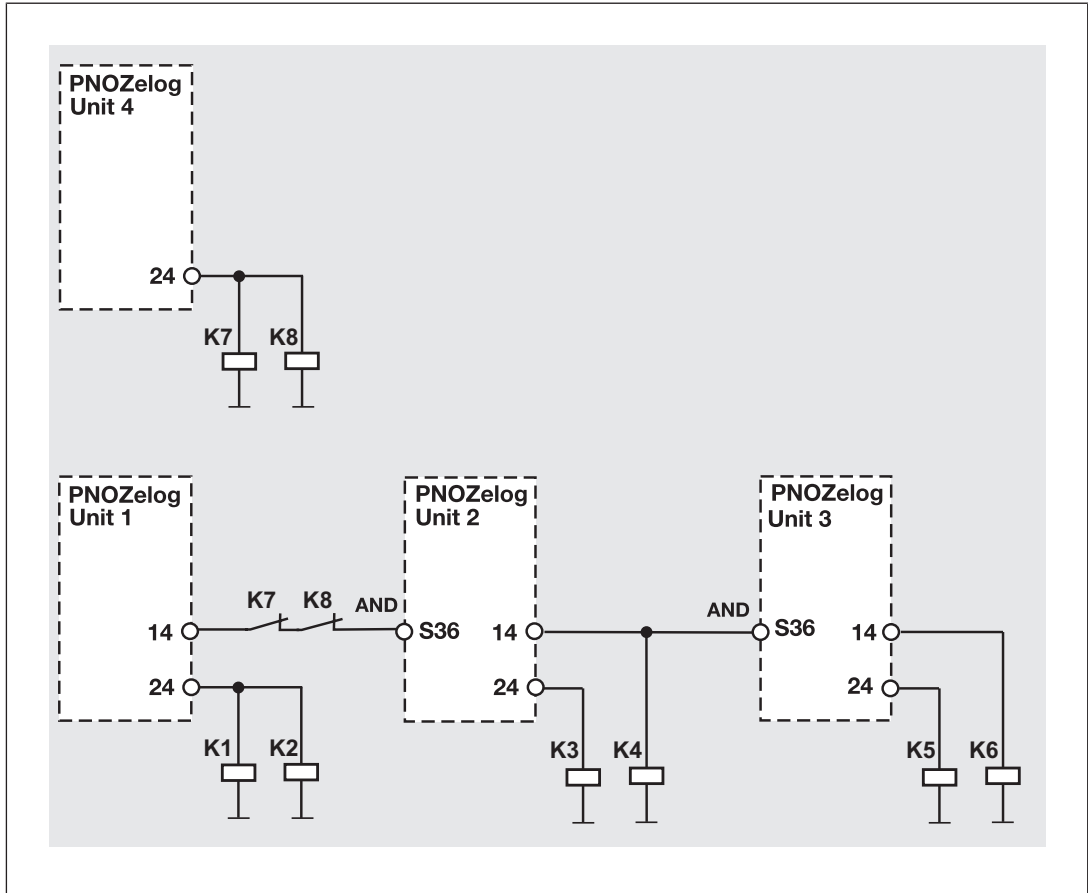 PNOZelog
Unit 4
24
K7 K8
PNOZelog
Unit 1
PNOZelog
Unit 2
PNOZelog
Unit 3
K7 K8 AND
AND
14
S36
14
S36
14
24
24
24
K1 K2
K3 K4
K5 K6